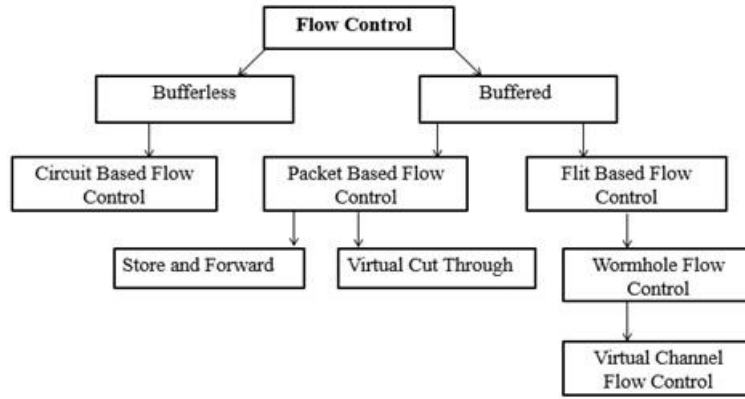 Flow Control
Bufferless
Buffered
Circuit Based Flow
Control
Packet Based Flow
Control
Flit Based Flow
Control
Store and Forward
Virtual Cut Through
Wormhole Flow
Control
Virtual Channel
Flow Control